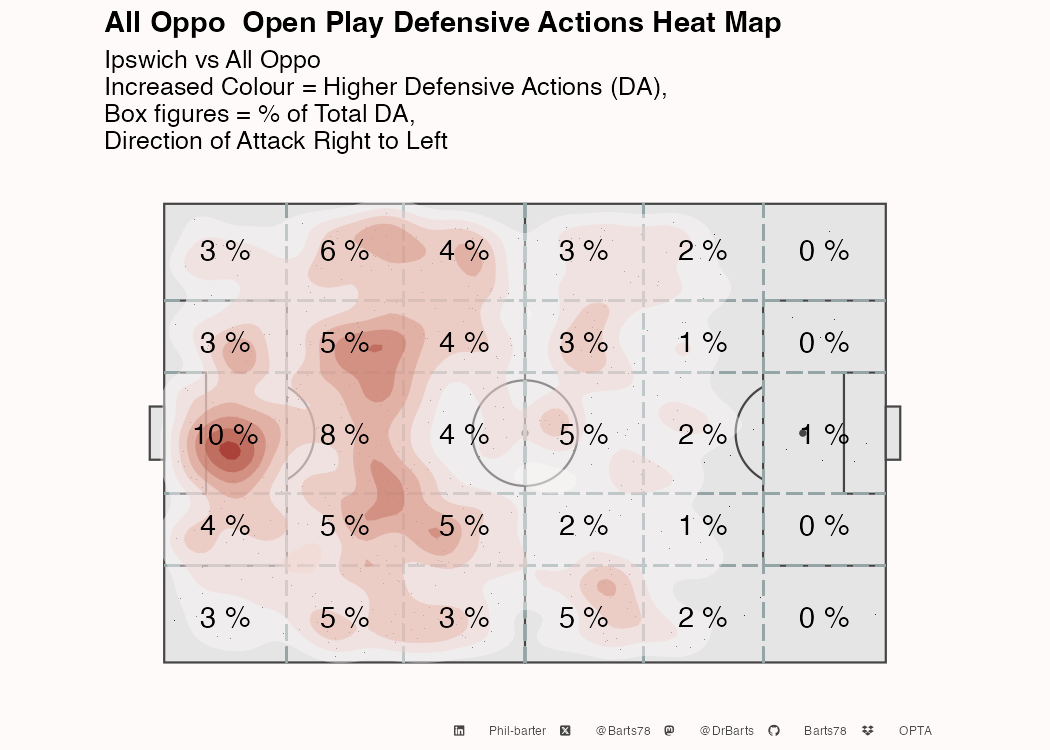 All Oppo  Open Play Defensive Actions Heat Map
Ipswich vs All Oppo
Increased Colour = Higher Defensive Actions (DA),
Box figures = % of Total DA,
Direction of Attack Right to Left
3 % 6 % 4 % 3 % 2 % 0 %
3 % 5 % 4 % 3 % 1 % 0 %
10 % 8 % 4 % 5 % 2 % 1 %
4 % 5 % 5 % 2 % 1 % 0 %
3 % 5 % 3 % 5 % 2 % 0 %
Phil-barter @Barts78 @DrBarts Barts78 OPTA